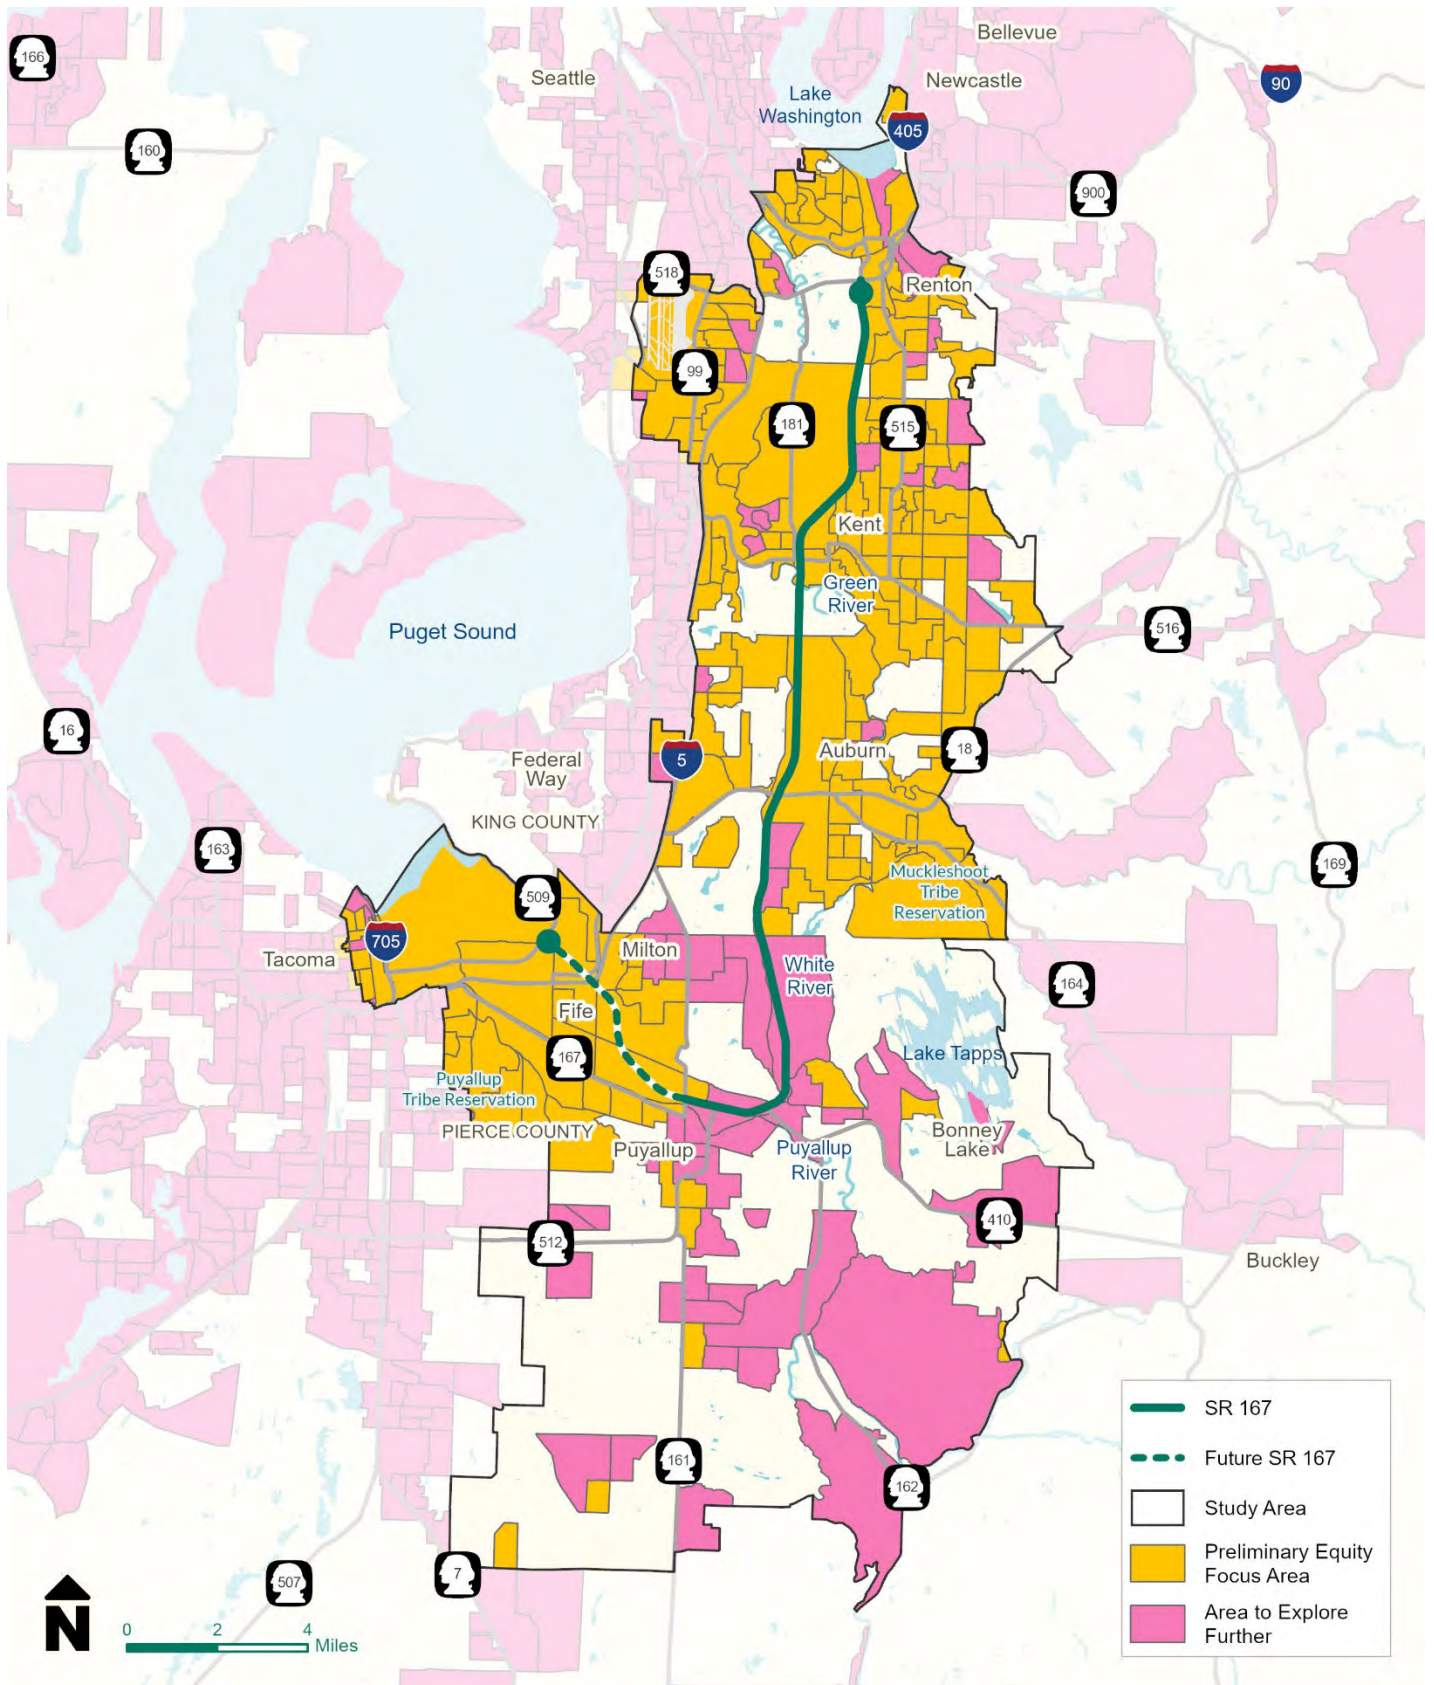 Bellevue
166
Seattle
Newcastle
90
Lake
Washington
405
160
900
518
Renton
99
181
515
Kent
Green
River
Puget Sound
516
16
Federal
Way
5
Auburn
18
KING COUNTY
163
169
Muckleshoot
Tribe
Reservation
509
705
Tacoma
Milton
White
River
164
Fife
167
Lake Tapps
Puyallup
Tribe Reservation
PIERCE COUNTY
Puyallup
Bonney
Lake
Puyallup
River
410
512
Buckley
161
162
7
507
SR 167
Future SR 167
Study Area
Preliminary Equity
Focus Area
Area to Explore
Further
N
0 2 4
Miles